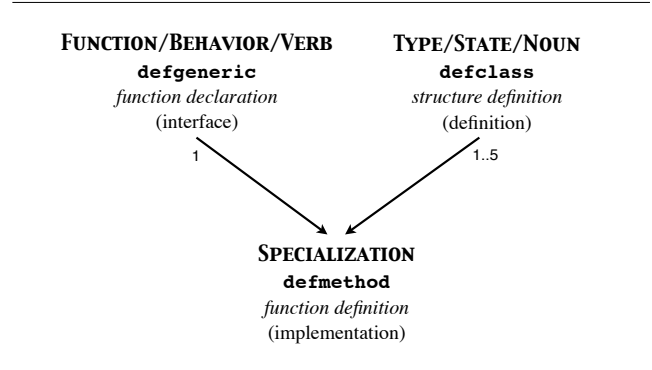 FUNCTION/BEHAVIOR/VERB
defgeneric
function declaration
(interface)
1
TYPE/STATE/NOUN
defclass
structure definition
(definition)
1..5
SPECIALIZATION
defmethod
function definition
(implementation)